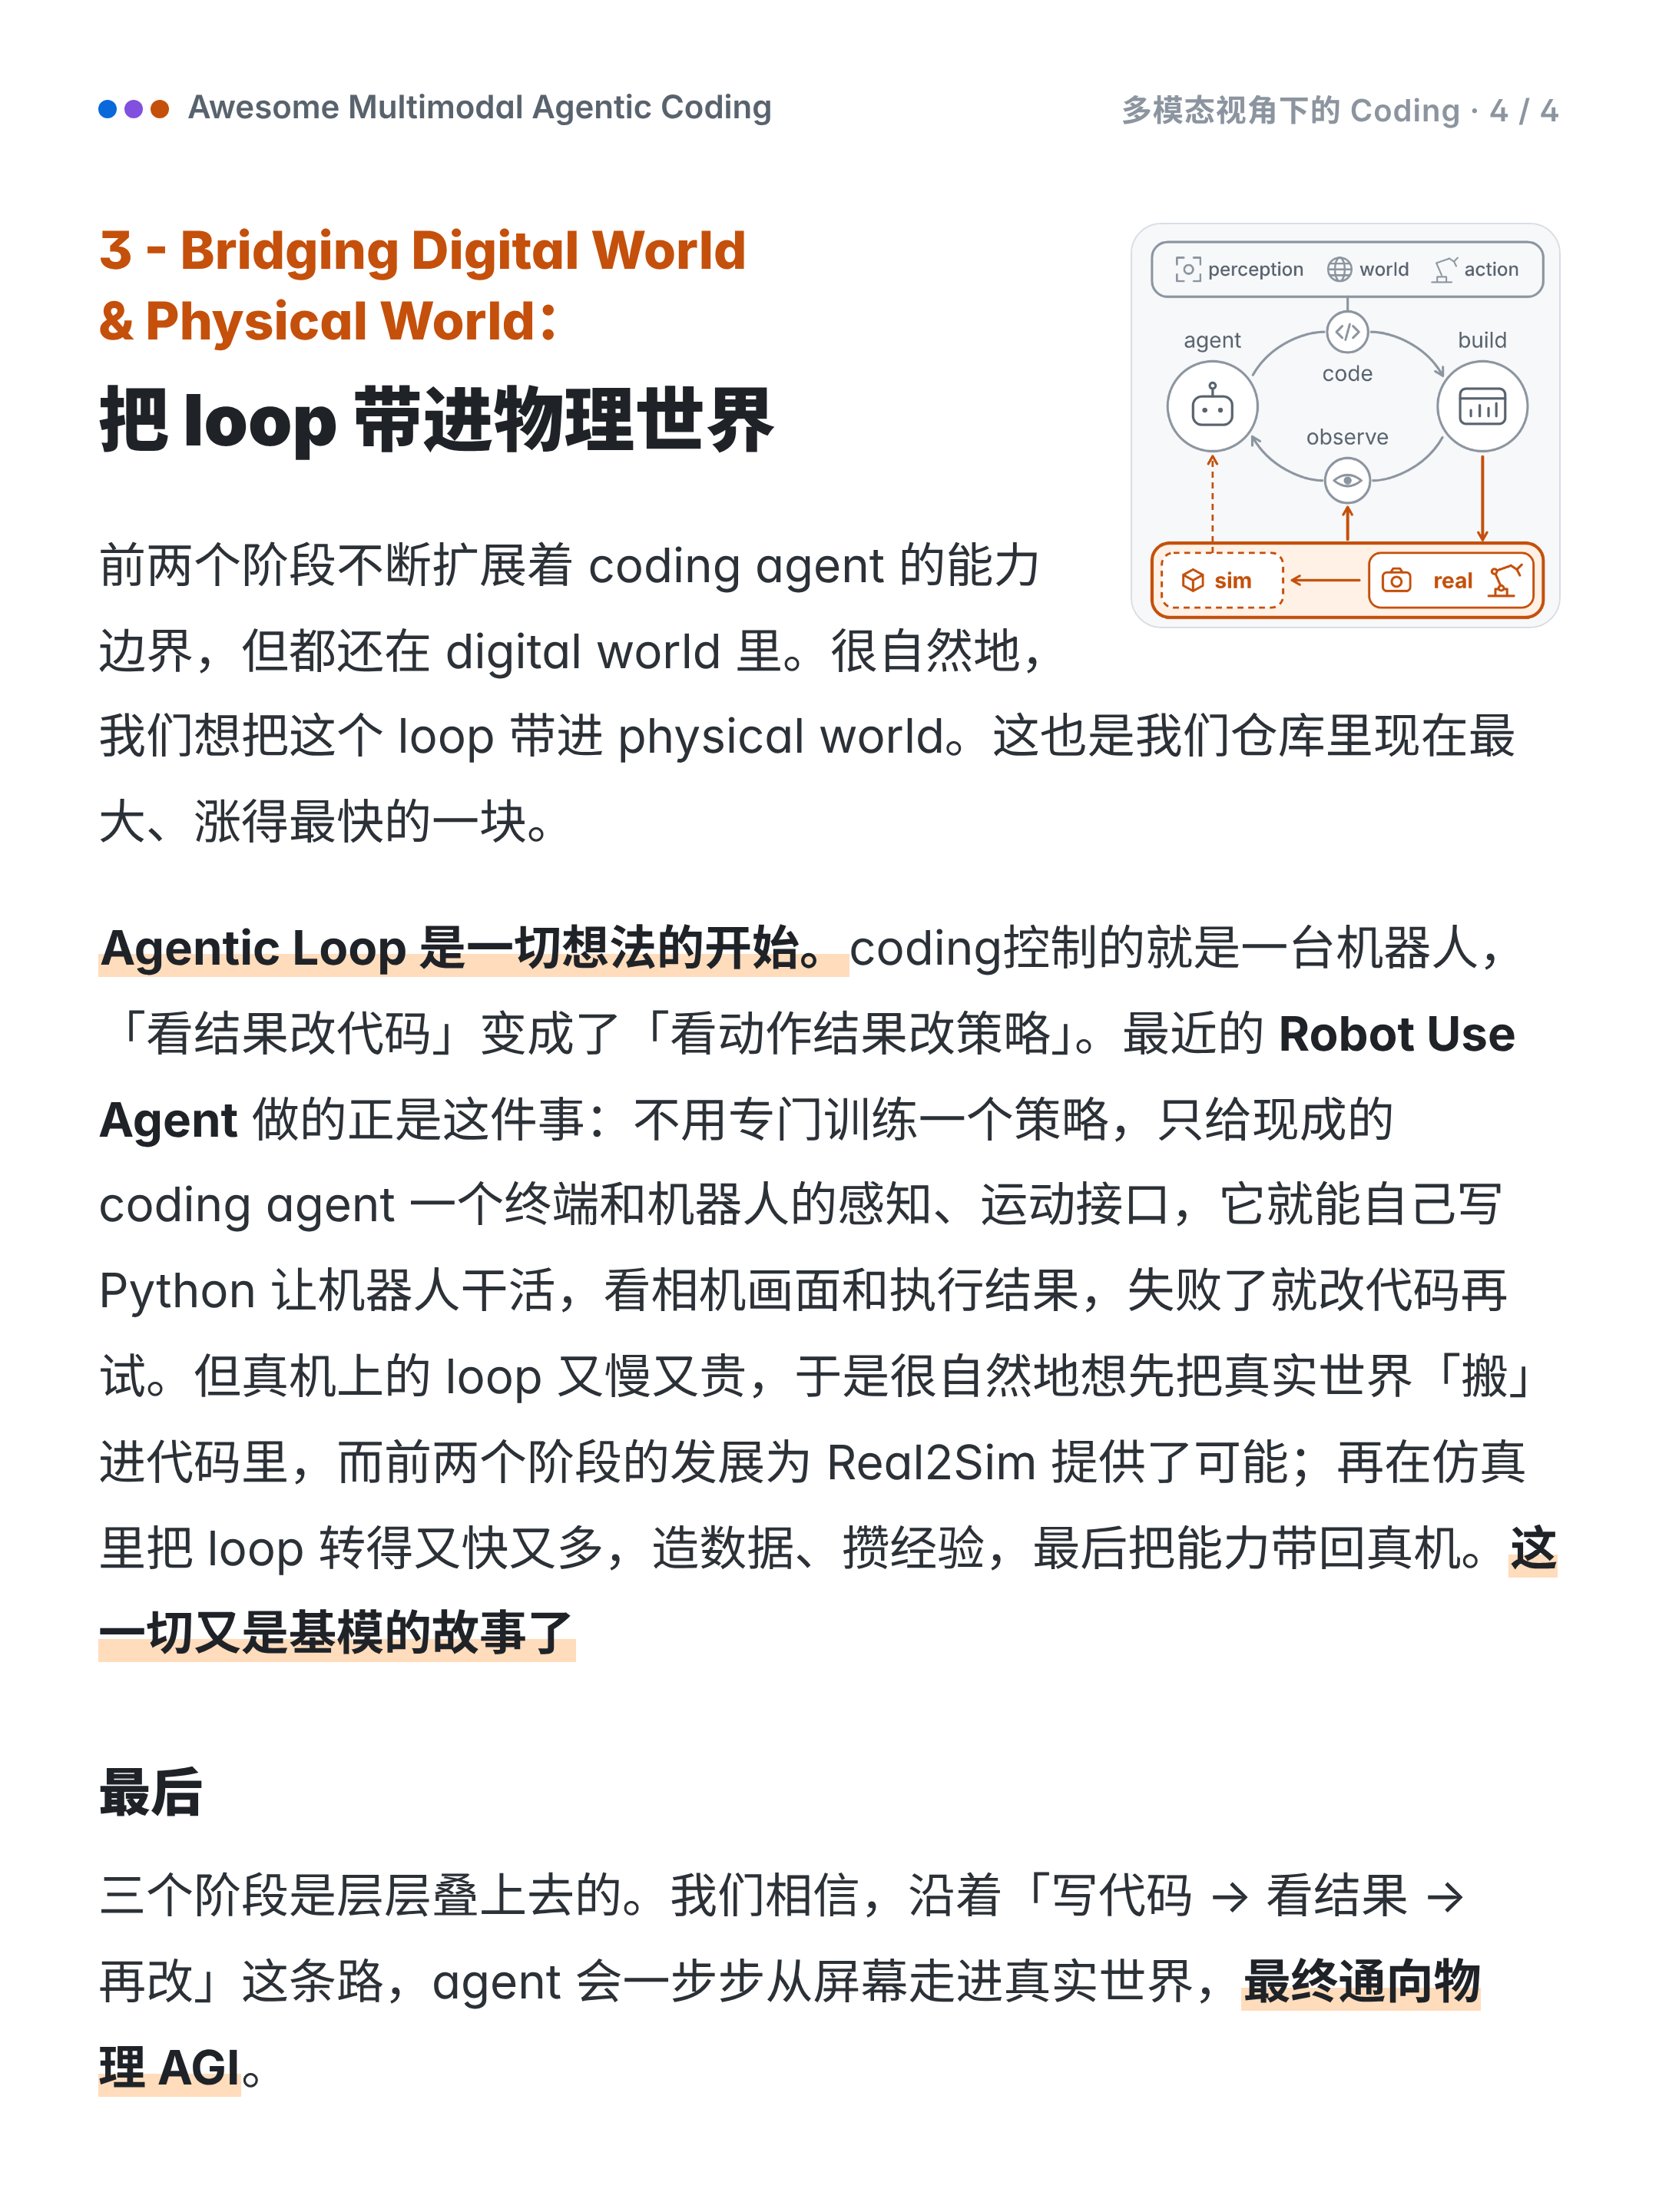 Awesome Multimodal Agentic Coding
多模态视角下的 Coding · 4 / 4
3 - Bridging Digital World
& Physical World：
把 loop 带进物理世界
perception
world
action
agent
build
code
observe
sim
real
前两个阶段不断扩展着 coding agent 的能力
边界，但都还在 digital world 里。很自然地，
我们想把这个 loop 带进 physical world。这也是我们仓库里现在最
大、涨得最快的一块。
Agentic Loop 是一切想法的开始。coding控制的就是一台机器人，
「看结果改代码」变成了「看动作结果改策略」。最近的 Robot Use
Agent 做的正是这件事：不用专门训练一个策略，只给现成的
coding agent 一个终端和机器人的感知、运动接口，它就能自己写
Python 让机器人干活，看相机画面和执行结果，失败了就改代码再
试。但真机上的 loop 又慢又贵，于是很自然地想先把真实世界「搬」
进代码里，而前两个阶段的发展为 Real2Sim 提供了可能；再在仿真
里把 loop 转得又快又多，造数据、攒经验，最后把能力带回真机。这
一切又是基模的故事了
最后
三个阶段是层层叠上去的。我们相信，沿着「写代码 → 看结果 →
再改」这条路，agent 会一步步从屏幕走进真实世界，最终通向物
理 AGI。